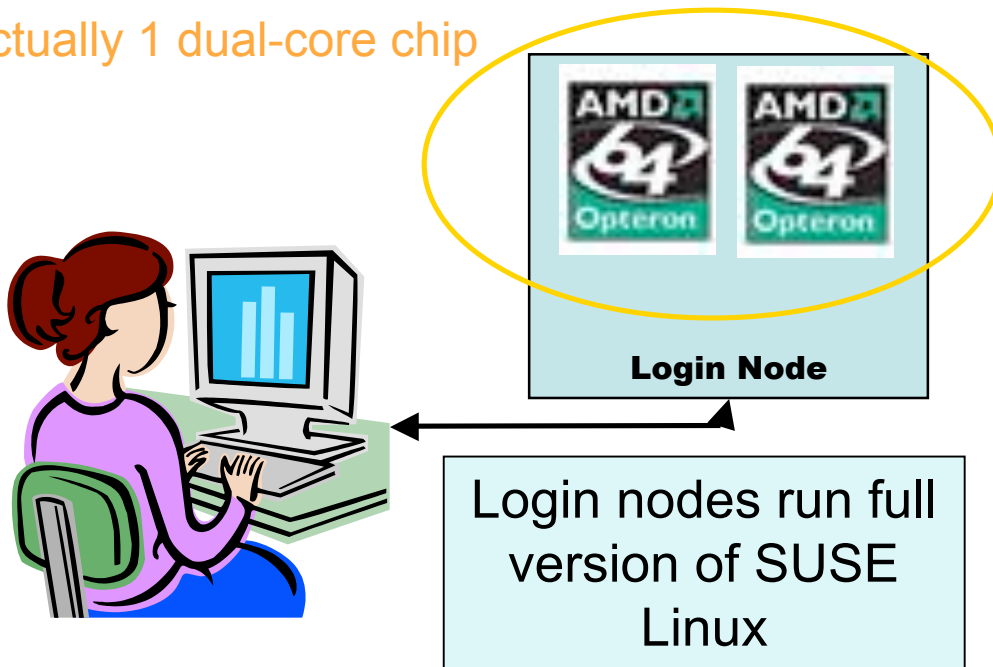 ctually 1 dual-core chip
AMD AMD
64 64
Opteron Opteron
Login Node
Login nodes run full
version of SUSE
Linux